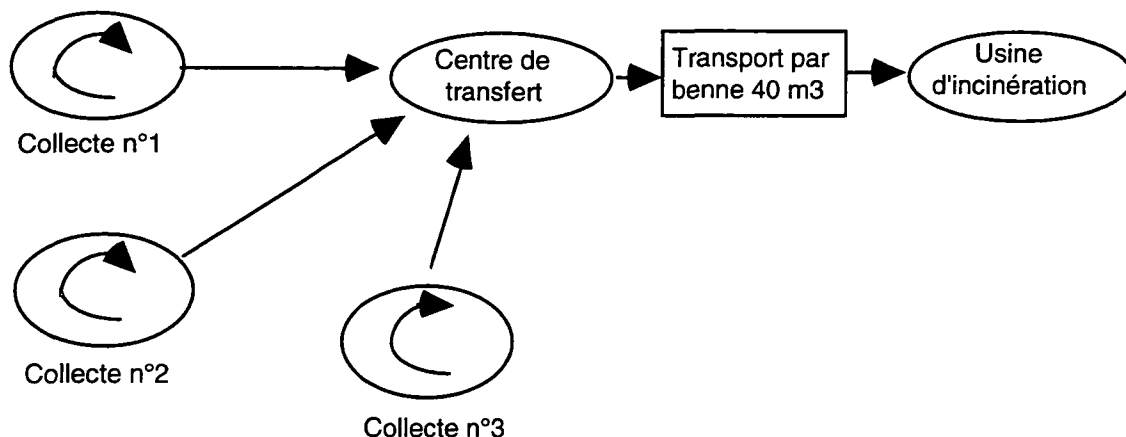 Centre de
transfert
Transport par
benne 40 m3
Usine
d'incinération
Collecte n°1
Collecte n°2
Collecte n°3